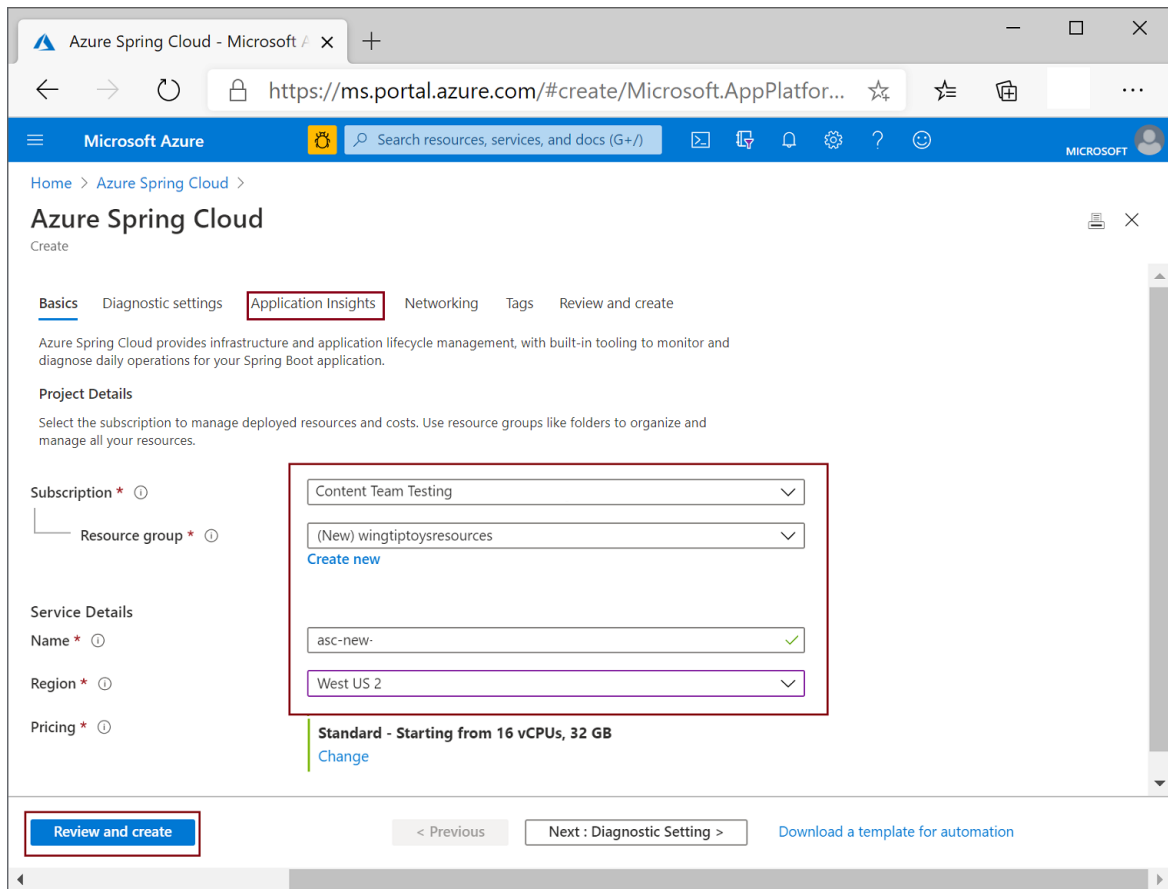 Azure Spring Cloud - Microsoft A
https://ms.portal.azure.com/#create/Microsoft.AppPlatfor...
Microsoft Azure
Search resources, services, and docs (G+/)
MICROSOFT
Home > Azure Spring Cloud >
Azure Spring Cloud
Create
Basics Diagnostic settings Application Insights Networking Tags Review and create
Azure Spring Cloud provides infrastructure and application lifecycle management, with built-in tooling to monitor and
diagnose daily operations for your Spring Boot application.
Project Details
Select the subscription to manage deployed resources and costs. Use resource groups like folders to organize and
manage all your resources.
Subscription *
Content Team Testing
Resource group *
(New) wingtiptoysresources
Create new
Service Details
Name *
asc-new-
Region *
West US 2
Pricing *
Standard - Starting from 16 vCPUs, 32 GB
Change
Review and create
< Previous
Next : Diagnostic Setting >
Download a template for automation